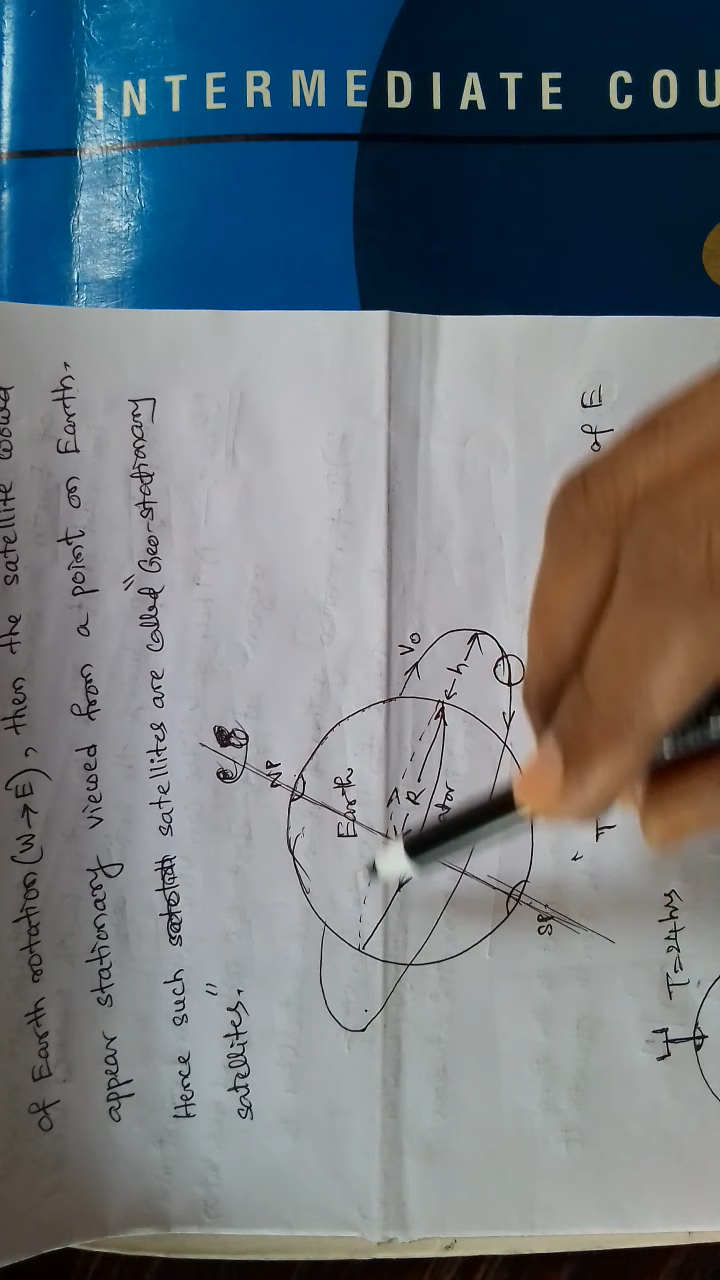 INTERMEDIATE COU
of Earth rotation (W→E), then the satellite would
appear stationary viewed from a point on Earth.
Hence such satellites are called "Geo-stationary
satellites."
NP
Earth
V₀
h
R
SP
of E
T
T=24hrs